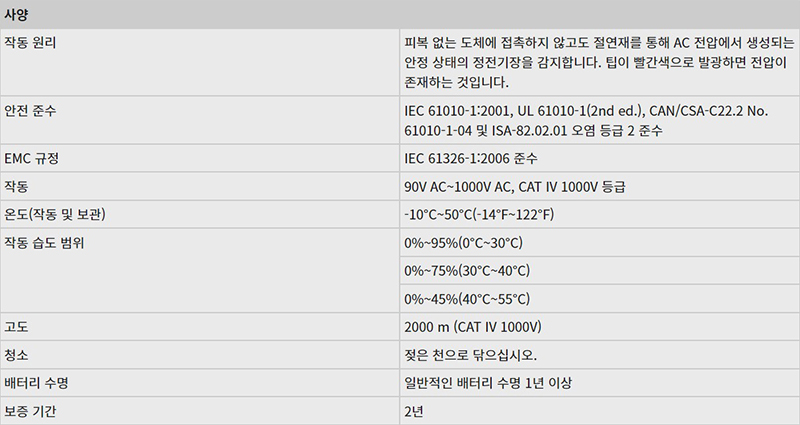 사양
작동 원리
피복 없는 도체에 접촉하지 않고도 절연재를 통해 AC 전압에서 생성되는
안정 상태의 정전기장을 감지합니다. 팁이 빨간색으로 발광하면 전압이
존재하는 것입니다.
안전 준수
IEC 61010-1:2001, UL 61010-1(2nd ed.), CAN/CSA-C22.2 No.
61010-1-04 및 ISA-82.02.01 오염 등급 2 준수
EMC 규정
IEC 61326-1:2006 준수
작동
90V AC~1000V AC, CAT IV 1000V 등급
온도(작동 및 보관)
-10°C~50°C(-14°F~122°F)
작동 습도 범위
0%~95%(0°C~30°C)
0%~75%(30°C~40°C)
0%~45%(40°C~55°C)
고도
2000 m (CAT IV 1000V)
청소
젖은 천으로 닦으십시오.
배터리 수명
일반적인 배터리 수명 1년 이상
보증 기간
2년